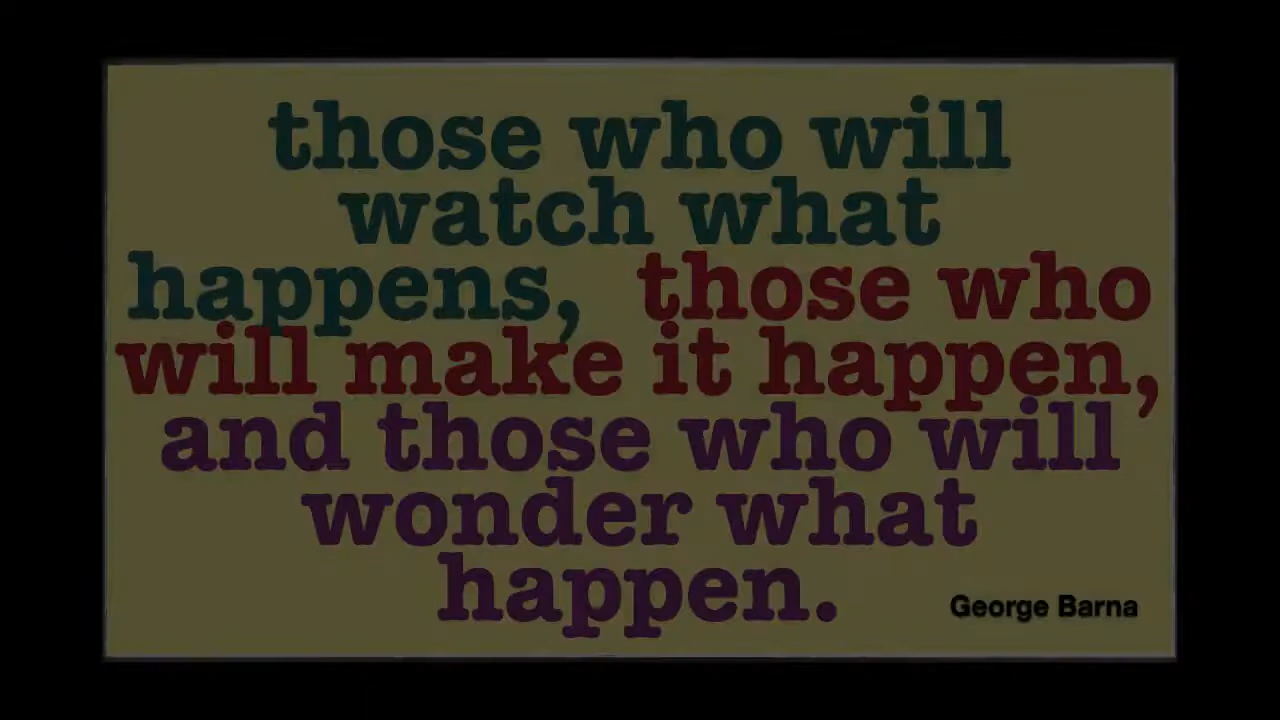 those who will
watch what
happens, those who
will make it happen,
and those who will
wonder what
happen.
George Barna